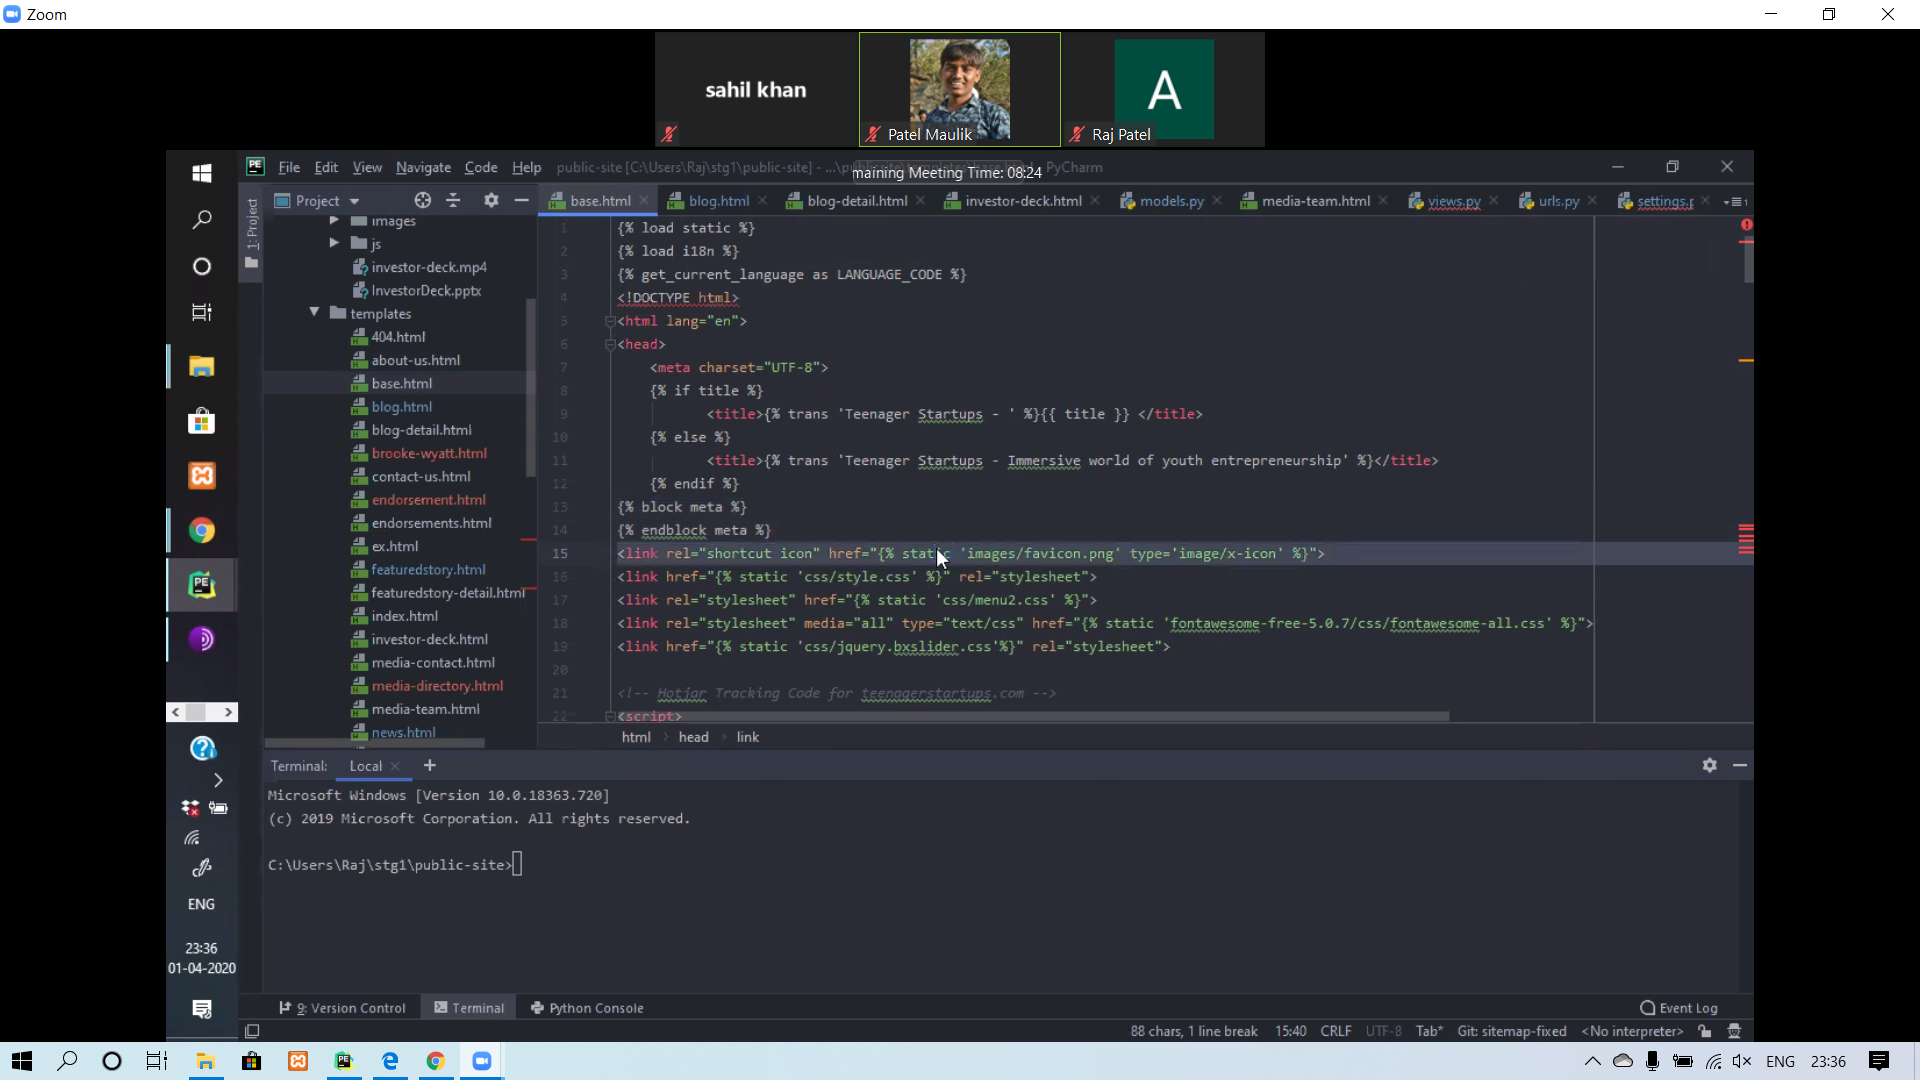 Zoom
sahil khan
Patel Maulik
A
Raj Patel
File Edit View Navigate Code Help
public-site [C:\Users\Raj\stg1\public-site] - ...\p
PyCharm
maining Meeting Time: 08:24
1: Project
Project
base.html
blog.html
blog-detail.html
investor-deck.html
models.py
media-team.html
views.py
urls.py
settings.p
images
js
investor-deck.mp4
InvestorDeck.pptx
templates
404.html
about-us.html
base.html
blog.html
blog-detail.html
brooke-wyatt.html
contact-us.html
endorsement.html
endorsements.html
ex.html
featuredstory.html
featuredstory-detail.html
index.html
investor-deck.html
media-contact.html
media-directory.html
media-team.html
news.html
1 {% load static %}
2 {% load i18n %}
3 {% get_current_language as LANGUAGE_CODE %}
4 <!DOCTYPE html>
5 <html lang="en">
6 <head>
7 <meta charset="UTF-8">
8 {% if title %}
9 <title>{% trans 'Teenager Startups - ' %}{{ title }} </title>
10 {% else %}
11 <title>{% trans 'Teenager Startups - Immersive world of youth entrepreneurship' %}</title>
12 {% endif %}
13 {% block meta %}
14 {% endblock meta %}
15 <link rel="shortcut icon" href="{% static 'images/favicon.png' type='image/x-icon' %}">
16 <link href="{% static 'css/style.css' %}" rel="stylesheet">
17 <link rel="stylesheet" href="{% static 'css/menu2.css' %}">
18 <link rel="stylesheet" media="all" type="text/css" href="{% static 'fontawesome-free-5.0.7/css/fontawesome-all.css' %}">
19 <link href="{% static 'css/jquery.bxslider.css'%}" rel="stylesheet">
20
21 <!-- Hotjar Tracking Code for teenagerstartups.com -->
22 <script>
html head link
Terminal: Local
Microsoft Windows [Version 10.0.18363.720]
(c) 2019 Microsoft Corporation. All rights reserved.
C:\Users\Raj\stg1\public-site>
ENG
23:36
01-04-2020
9: Version Control
Terminal
Python Console
Event Log
88 chars, 1 line break 15:40 CRLF UTF-8 Tab* Git: sitemap-fixed <No interpreter>
ENG 23:36